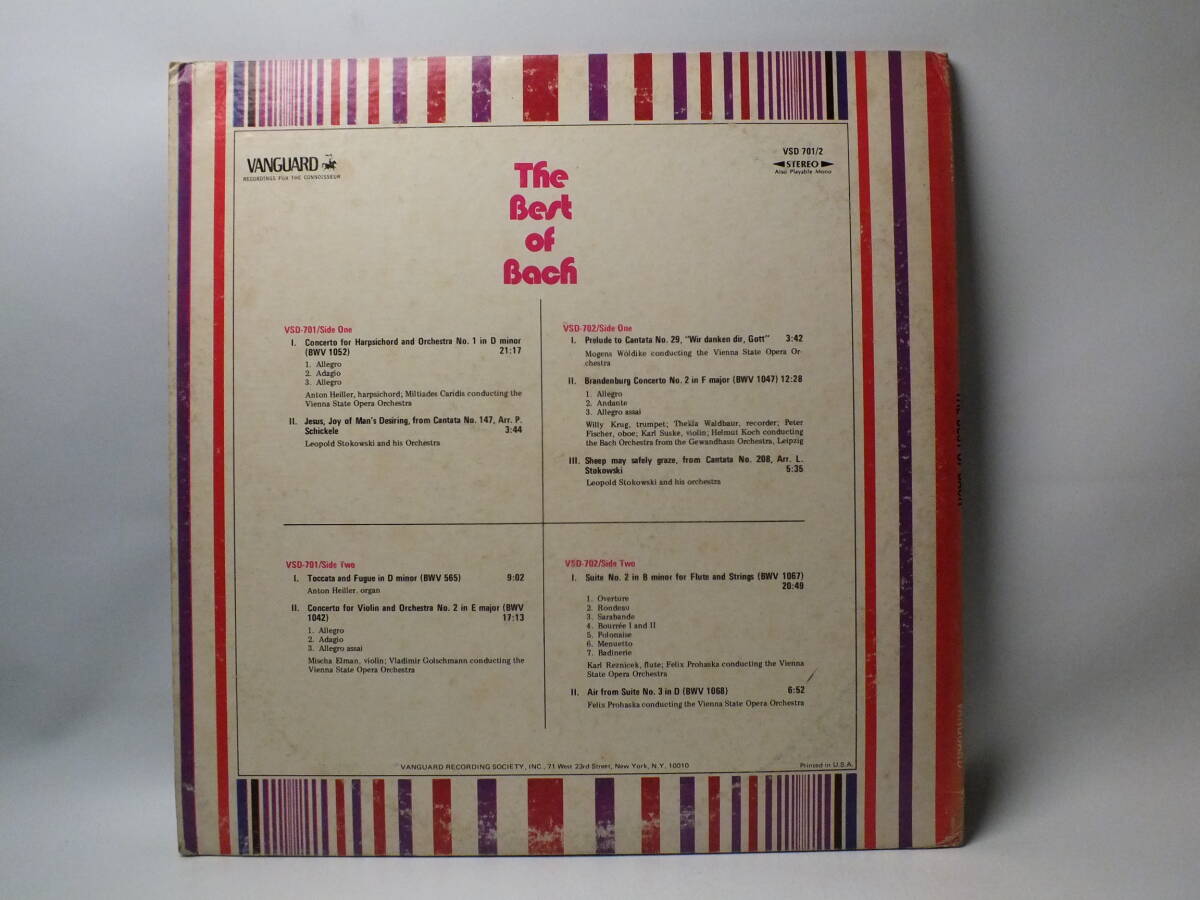 VANGUARD
RECORDINGS FOR THE CONNOISSEUR
VSD 701/2
STEREO
Also Playable Mono
The
Best
of
Bach
VSD-701/Side One
I. Concerto for Harpsichord and Orchestra No. 1 in D minor
(BWV 1052) 21:17
1. Allegro
2. Adagio
3. Allegro
Anton Heiller, harpsichord; Miltiades Caridis conducting the
Vienna State Opera Orchestra
II. Jesus, Joy of Man's Desiring, from Cantata No. 147, Arr. P.
Schickele 3:44
Leopold Stokowski and his Orchestra
VSD-702/Side One
I. Prelude to Cantata No. 29, "Wir danken dir, Gott" 3:42
Mogens Wöldike conducting the Vienna State Opera Or-
chestra
II. Brandenburg Concerto No. 2 in F major (BWV 1047) 12:28
1. Allegro
2. Andante
3. Allegro assai
Willy Krug, trumpet; Thekla Waldbaur, recorder; Peter
Fischer, oboe; Karl Suske, violin; Helmut Koch conducting
the Bach Orchestra from the Gewandhaus Orchestra, Leipzig
III. Sheep may safely graze, from Cantata No. 208, Arr. L.
Stokowski 5:35
Leopold Stokowski and his orchestra
VSD-701/Side Two
I. Toccata and Fugue in D minor (BWV 565) 9:02
Anton Heiller, organ
II. Concerto for Violin and Orchestra No. 2 in E major (BWV
1042) 17:13
1. Allegro
2. Adagio
3. Allegro assai
Mischa Elman, violin; Vladimir Golschmann conducting the
Vienna State Opera Orchestra
VSD-702/Side Two
I. Suite No. 2 in B minor for Flute and Strings (BWV 1067)
20:49
1. Overture
2. Rondeau
3. Sarabande
4. Bourrée I and II
5. Polonaise
6. Menuetto
7. Badinerie
Karl Reznicek, flute; Felix Prohaska conducting the Vienna
State Opera Orchestra
II. Air from Suite No. 3 in D (BWV 1068) 6:52
Felix Prohaska conducting the Vienna State Opera Orchestra
VANGUARD RECORDING SOCIETY, INC., 71 West 23rd Street, New York, N.Y. 10010
Printed in U.S.A.